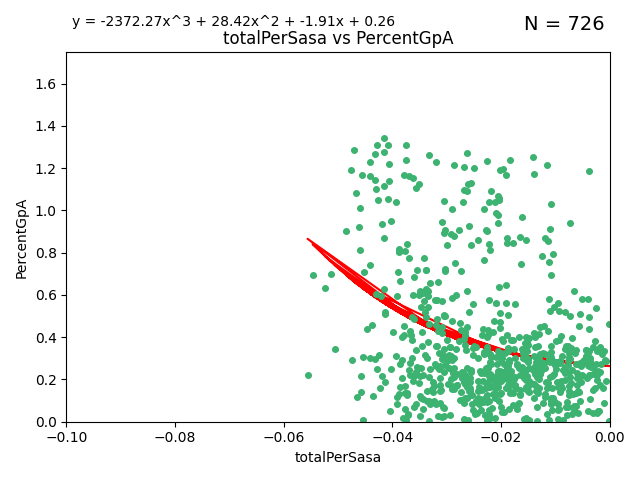 y = -2372.27x^3 + 28.42x^2 + -1.91x + 0.26
N = 726
totalPerSasa vs PercentGpA
PercentGpA
1.6
1.4
1.2
1.0
0.8
0.6
0.4
0.2
0.0
−0.10 −0.08 −0.06 −0.04 −0.02 0.00
totalPerSasa